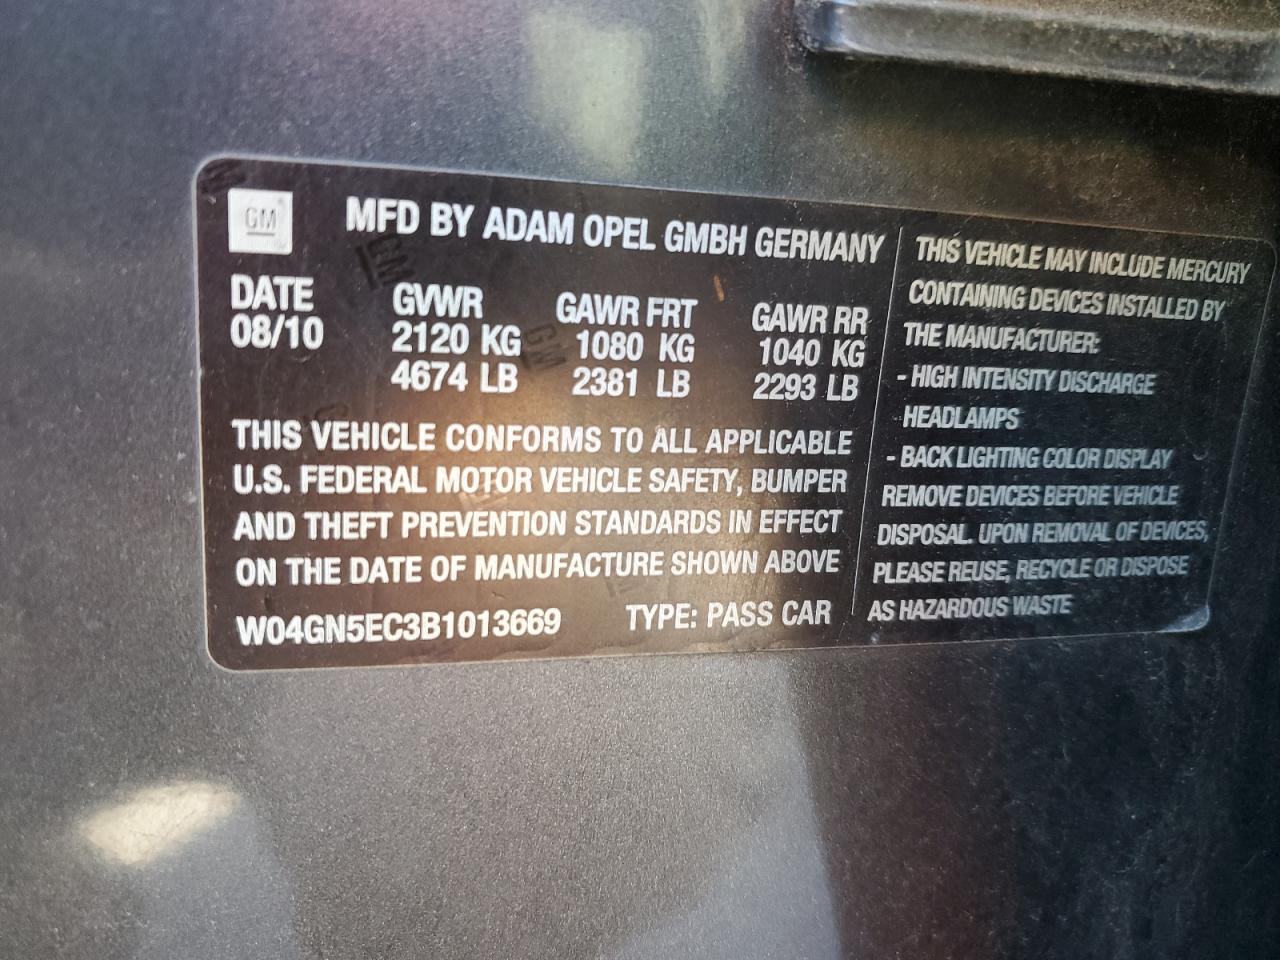 GM
MFD BY ADAM OPEL GMBH GERMANY
DATE GVWR GAWR FRT GAWR RR
08/10 2120 KG 1080 KG 1040 KG
4674 LB 2381 LB 2293 LB
THIS VEHICLE CONFORMS TO ALL APPLICABLE
U.S. FEDERAL MOTOR VEHICLE SAFETY, BUMPER
AND THEFT PREVENTION STANDARDS IN EFFECT
ON THE DATE OF MANUFACTURE SHOWN ABOVE
W04GN5EC3B1013669 TYPE: PASS CAR
THIS VEHICLE MAY INCLUDE MERCURY
CONTAINING DEVICES INSTALLED BY
THE MANUFACTURER:
- HIGH INTENSITY DISCHARGE
HEADLAMPS
- BACK LIGHTING COLOR DISPLAY
REMOVE DEVICES BEFORE VEHICLE
DISPOSAL. UPON REMOVAL OF DEVICES,
PLEASE REUSE, RECYCLE OR DISPOSE
AS HAZARDOUS WASTE